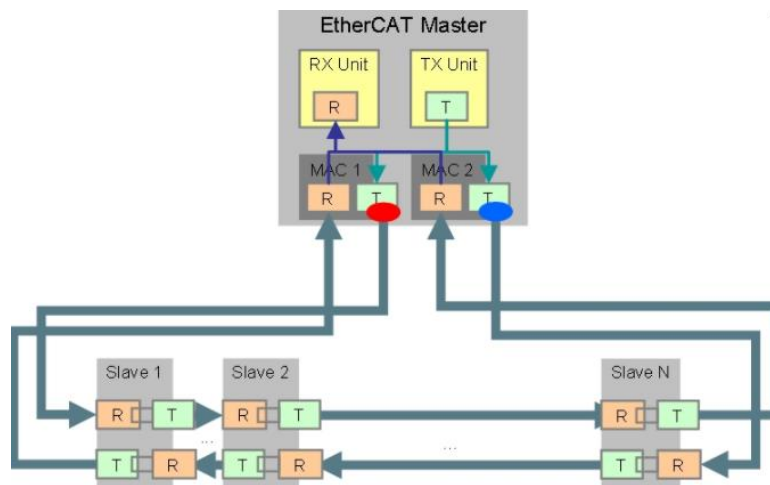 EtherCAT Master
RX Unit
TX Unit
R
T
MAC 1
MAC 2
R
T
R
T
Slave 1
Slave 2
Slave N
R
T
R
T
R
T
...
...
T
R
T
R
T
R